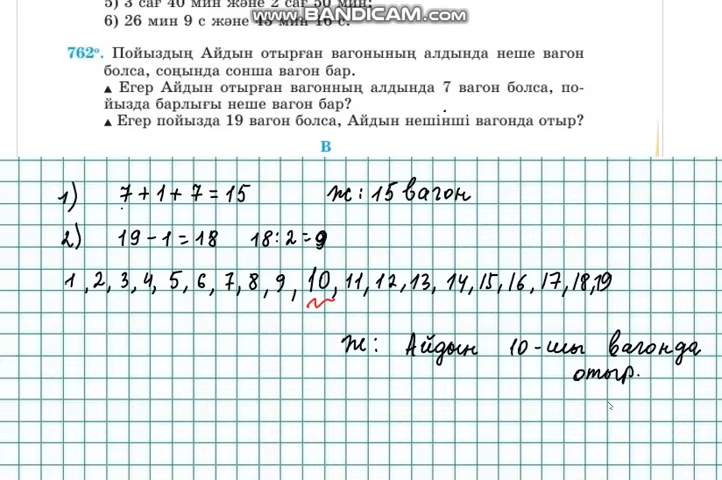 5) 3 сағ 40 мин және 2 сағ 50 мин;
WWW.BANDICAM.COM
6) 26 мин 9 с және 45 мин 16 с.
762°. Пойыздың Айдын отырған вагонының алдында неше вагон
болса, соңында сонша вагон бар.
▲ Егер Айдын отырған вагонның алдында 7 вагон болса, по-
йызда барлығы неше вагон бар?
▲ Егер пойызда 19 вагон болса, Айдын нешінші вагонда отыр?
В
1) 7+1+7=15 Ж: 15 вагон
2) 19-1=18 18:2=9
1, 2, 3, 4, 5, 6, 7, 8, 9, 10, 11, 12, 13, 14, 15, 16, 17, 18, 19
Ж: Айдын 10-шы вагонда
отыр.